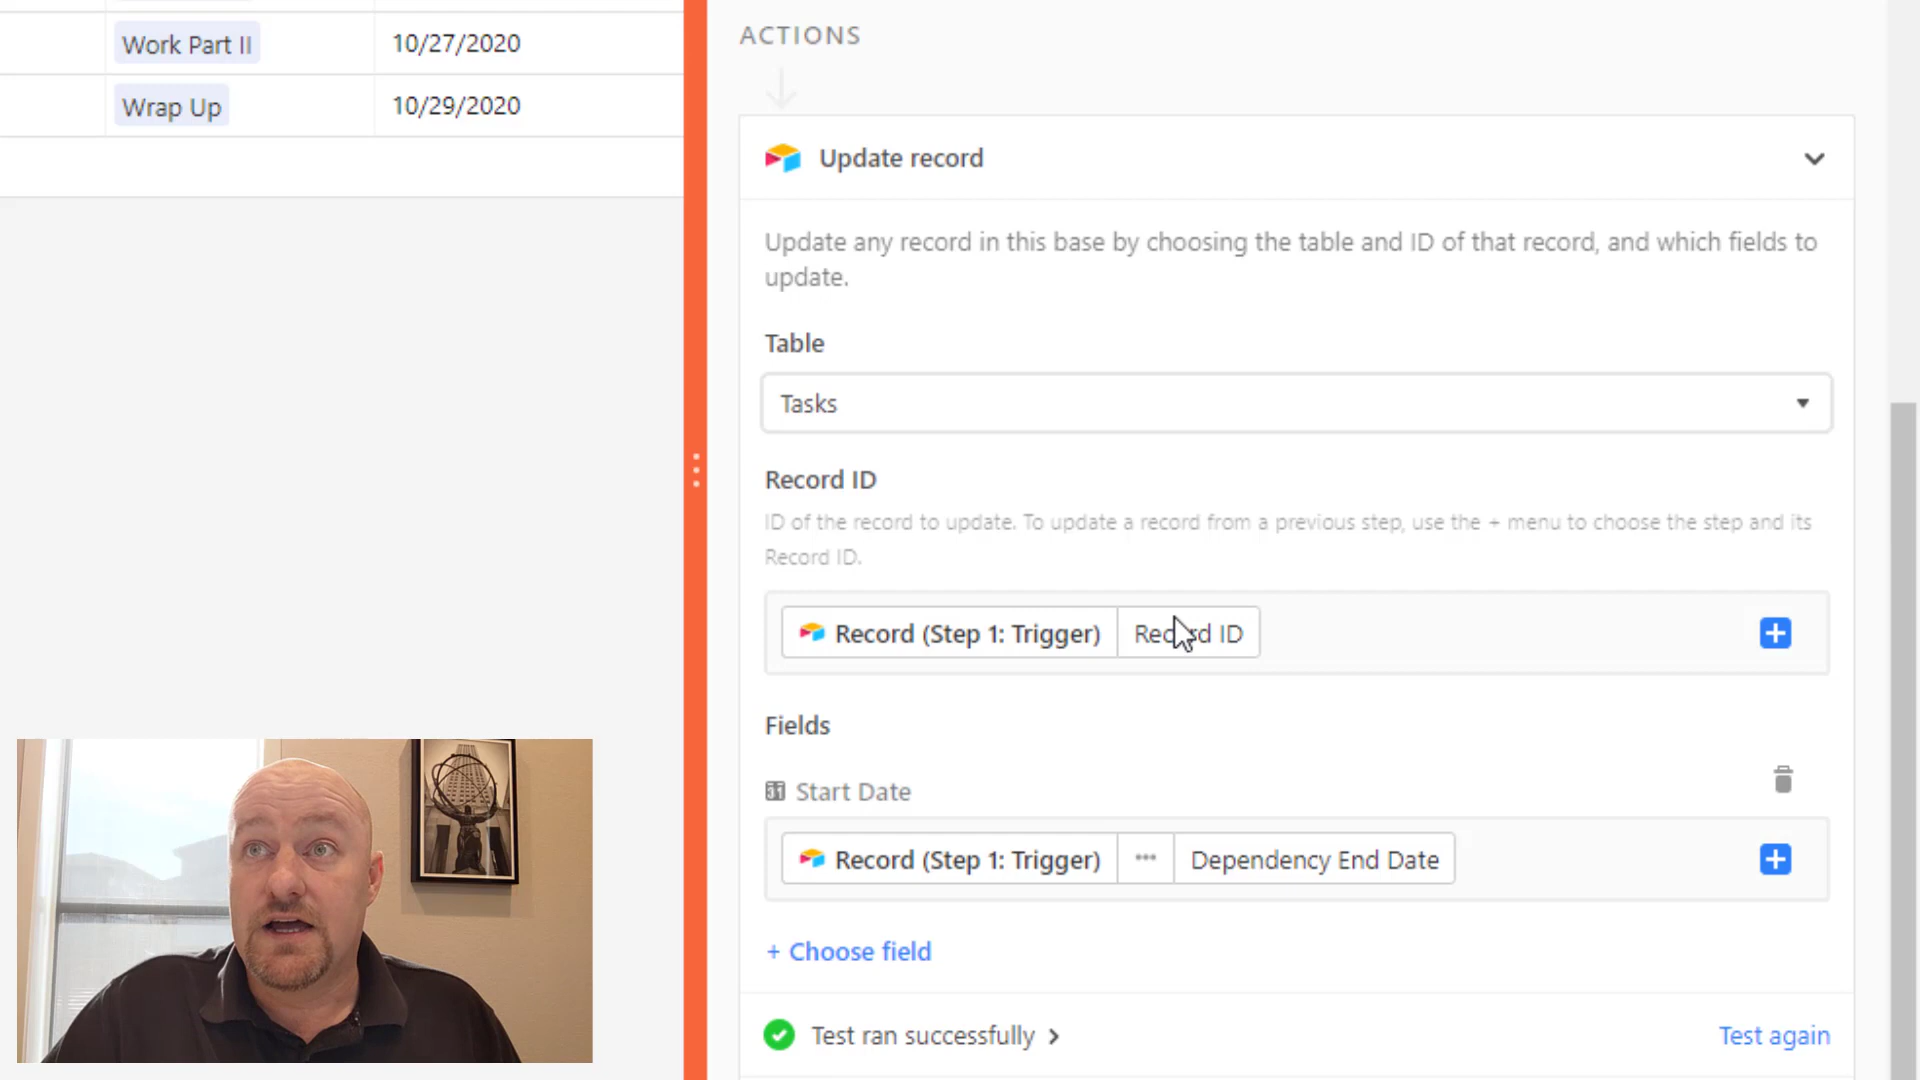 Work Part II 10/27/2020
Wrap Up 10/29/2020
ACTIONS
Update record
Update any record in this base by choosing the table and ID of that record, and which fields to
update.
Table
Tasks
Record ID
ID of the record to update. To update a record from a previous step, use the + menu to choose the step and its
Record ID.
Record (Step 1: Trigger) Record ID
Fields
31 Start Date
Record (Step 1: Trigger) ••• Dependency End Date
+ Choose field
Test ran successfully
Test again